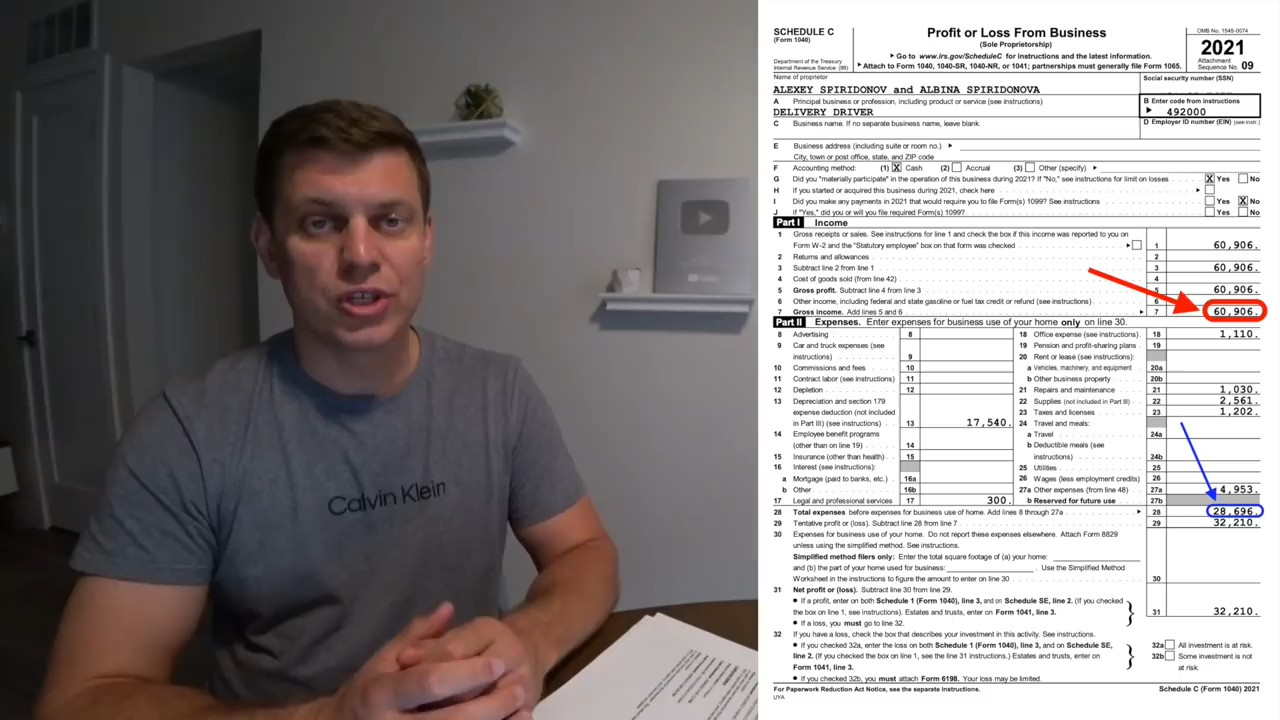 Calvin Klein
SCHEDULE C
(Form 1040)
Department of the Treasury
Internal Revenue Service (99)
Profit or Loss From Business
(Sole Proprietorship)
▸ Go to www.irs.gov/ScheduleC for instructions and the latest information.
▸ Attach to Form 1040, 1040-SR, 1040-NR, or 1041; partnerships must generally file Form 1065.
OMB No. 1545-0074
2021
Attachment
Sequence No. 09
Name of proprietor
Social security number (SSN)
ALEXEY SPIRIDONOV and ALBINA SPIRIDONOVA
A Principal business or profession, including product or service (see instructions)
DELIVERY DRIVER
B Enter code from instructions
▸ 492000
C Business name. If no separate business name, leave blank.
D Employer ID number (EIN) (see instr.)
E Business address (including suite or room no.) ▸
City, town or post office, state, and ZIP code
F Accounting method: (1) X Cash (2) Accrual (3) Other (specify) ▸
G Did you "materially participate" in the operation of this business during 2021? If "No," see instructions for limit on losses X Yes No
H If you started or acquired this business during 2021, check here ▸
I Did you make any payments in 2021 that would require you to file Form(s) 1099? See instructions Yes X No
J If "Yes," did you or will you file required Form(s) 1099? Yes No
Part I Income
1 Gross receipts or sales. See instructions for line 1 and check the box if this income was reported to you on
Form W-2 and the "Statutory employee" box on that form was checked ▸ 1 60,906.
2 Returns and allowances 2
3 Subtract line 2 from line 1 3 60,906.
4 Cost of goods sold (from line 42) 4
5 Gross profit. Subtract line 4 from line 3 5 60,906.
6 Other income, including federal and state gasoline or fuel tax credit or refund (see instructions) 6
7 Gross income. Add lines 5 and 6 7 60,906.
Part II Expenses. Enter expenses for business use of your home only on line 30.
8 Advertising 8
9 Car and truck expenses (see
instructions) 9
10 Commissions and fees 10
11 Contract labor (see instructions) 11
12 Depletion 12
13 Depreciation and section 179
expense deduction (not included
in Part III) (see instructions) 13 17,540.
14 Employee benefit programs
(other than on line 19) 14
15 Insurance (other than health) 15
16 Interest (see instructions):
a Mortgage (paid to banks, etc.) 16a
b Other 16b
17 Legal and professional services 17 300.
18 Office expense (see instructions) 18 1,110.
19 Pension and profit-sharing plans 19
20 Rent or lease (see instructions):
a Vehicles, machinery, and equipment 20a
b Other business property 20b
21 Repairs and maintenance 21 1,030.
22 Supplies (not included in Part III) 22 2,561.
23 Taxes and licenses 23 1,202.
24 Travel and meals:
a Travel 24a
b Deductible meals (see
instructions) 24b
25 Utilities 25
26 Wages (less employment credits) 26
27a Other expenses (from line 48) 27a 4,953.
b Reserved for future use 27b
28 Total expenses before expenses for business use of home. Add lines 8 through 27a ▸ 28 28,696.
29 Tentative profit or (loss). Subtract line 28 from line 7 29 32,210.
30 Expenses for business use of your home. Do not report these expenses elsewhere. Attach Form 8829
unless using the simplified method. See instructions.
Simplified method filers only: Enter the total square footage of (a) your home:
and (b) the part of your home used for business: . Use the Simplified Method
Worksheet in the instructions to figure the amount to enter on line 30 30
31 Net profit or (loss). Subtract line 30 from line 29.
● If a profit, enter on both Schedule 1 (Form 1040), line 3, and on Schedule SE, line 2. (If you checked
the box on line 1, see instructions). Estates and trusts, enter on Form 1041, line 3. 31 32,210.
● If a loss, you must go to line 32.
32 If you have a loss, check the box that describes your investment in this activity. See instructions.
● If you checked 32a, enter the loss on both Schedule 1 (Form 1040), line 3, and on Schedule SE,
line 2. (If you checked the box on line 1, see the line 31 instructions.) Estates and trusts, enter on
Form 1041, line 3.
● If you checked 32b, you must attach Form 6198. Your loss may be limited.
32a All investment is at risk.
32b Some investment is not
at risk.
For Paperwork Reduction Act Notice, see the separate instructions. Schedule C (Form 1040) 2021
UYA